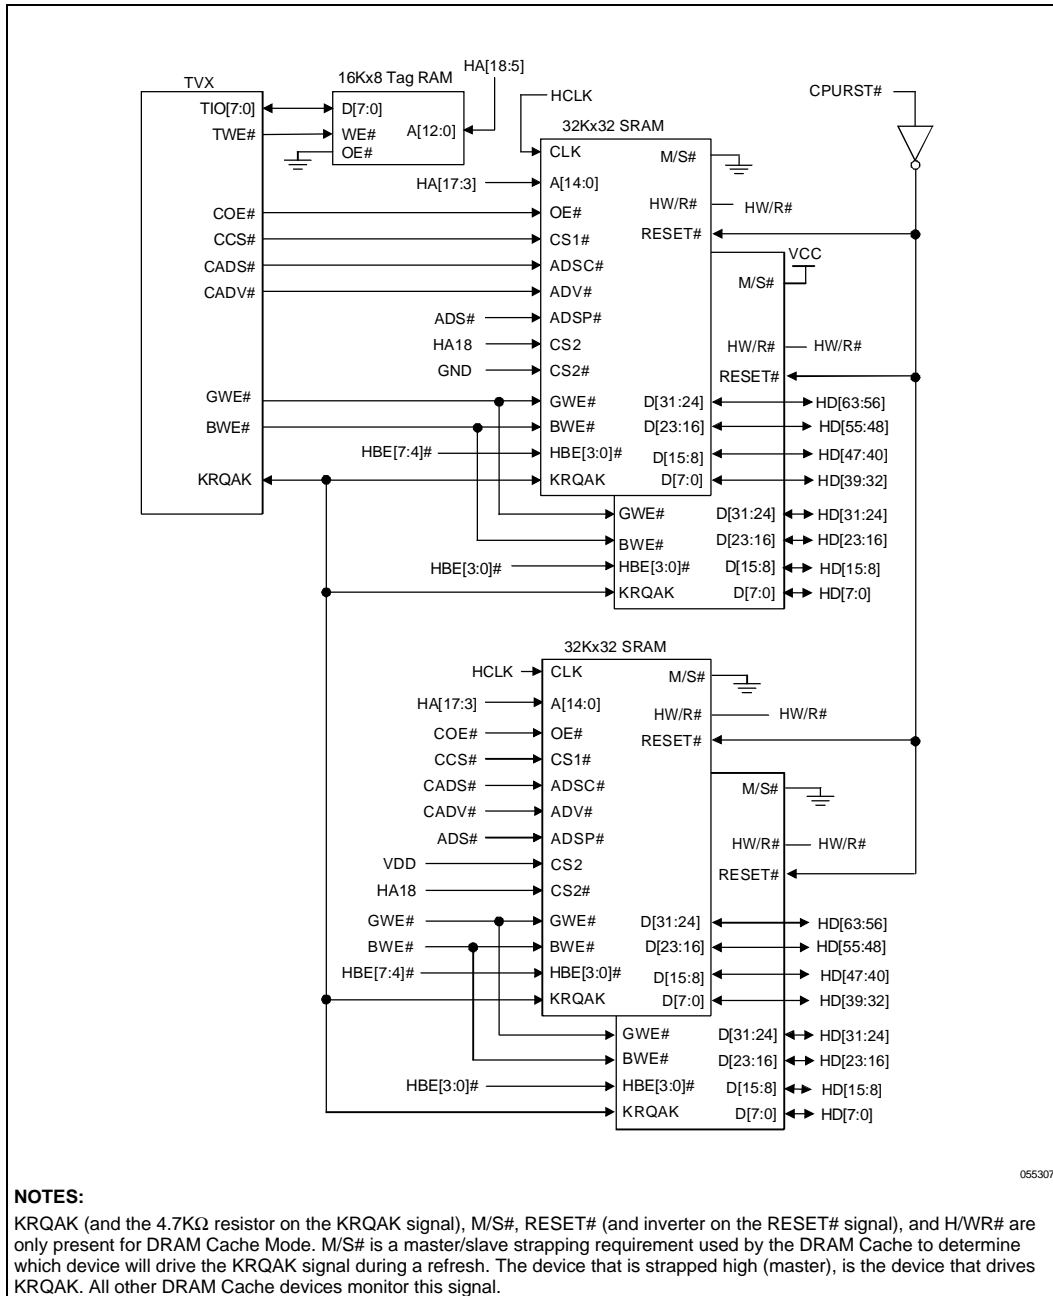 HA[18:5]
TVX
16Kx8 Tag RAM
CPURST#
HCLK
TIO[7:0]
D[7:0]
TWE#
WE#
A[12:0]
OE#
32Kx32 SRAM
CLK
M/S#
HA[17:3]
A[14:0]
HW/R#
HW/R#
COE#
OE#
RESET#
CCS#
CS1#
VCC
CADS#
ADSC#
M/S#
CADV#
ADV#
ADS#
ADSP#
HA18
CS2
HW/R#
HW/R#
GND
CS2#
RESET#
GWE#
GWE#
D[31:24]
HD[63:56]
BWE#
BWE#
D[23:16]
HD[55:48]
HBE[7:4]#
HBE[3:0]#
D[15:8]
HD[47:40]
KRQAK
KRQAK
D[7:0]
HD[39:32]
GWE#
D[31:24]
HD[31:24]
BWE#
D[23:16]
HD[23:16]
HBE[3:0]#
HBE[3:0]#
D[15:8]
HD[15:8]
KRQAK
D[7:0]
HD[7:0]
32Kx32 SRAM
HCLK
CLK
M/S#
HA[17:3]
A[14:0]
HW/R#
HW/R#
COE#
OE#
RESET#
CCS#
CS1#
CADS#
ADSC#
M/S#
CADV#
ADV#
ADS#
ADSP#
HW/R#
HW/R#
VDD
CS2
RESET#
HA18
CS2#
GWE#
GWE#
D[31:24]
HD[63:56]
BWE#
BWE#
D[23:16]
HD[55:48]
HBE[7:4]#
HBE[3:0]#
D[15:8]
HD[47:40]
KRQAK
D[7:0]
HD[39:32]
GWE#
D[31:24]
HD[31:24]
BWE#
D[23:16]
HD[23:16]
HBE[3:0]#
HBE[3:0]#
D[15:8]
HD[15:8]
KRQAK
D[7:0]
HD[7:0]
055307
NOTES:
KRQAK (and the 4.7KΩ resistor on the KRQAK signal), M/S#, RESET# (and inverter on the RESET# signal), and H/WR# are
only present for DRAM Cache Mode. M/S# is a master/slave strapping requirement used by the DRAM Cache to determine
which device will drive the KRQAK signal during a refresh. The device that is strapped high (master), is the device that drives
KRQAK. All other DRAM Cache devices monitor this signal.